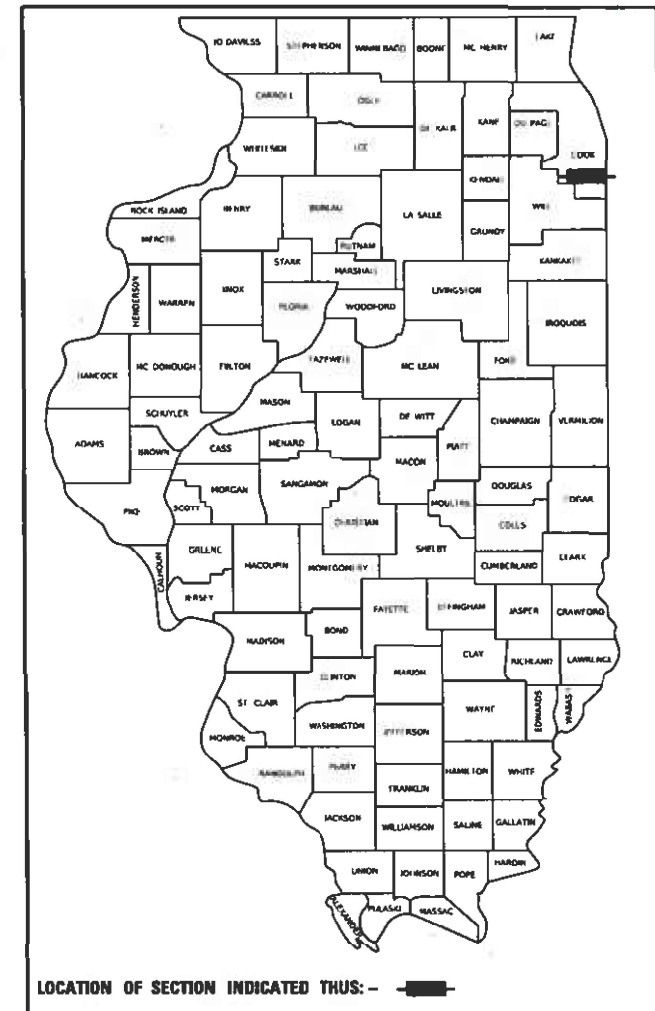 JO DAVILSS STEPHENSON WINNEBAGO BOONE MC HENRY LAKE
CARROLL OGLE DE KALB KANE DU PAGE COOK
WHITESIDE LEE KENDALL WILL
ROCK ISLAND HENRY BUREAU LA SALLE GRUNDY
MERCER PUTNAM KANKAKEE
STARK MARSHALL
HENDERSON WARREN KNOX PEORIA WOODFORD LIVINGSTON IROQUOIS
HANCOCK MC DONOUGH FULTON TAZEWELL MC LEAN FORD
MASON
SCHUYLER LOGAN DE WITT CHAMPAIGN VERMILION
ADAMS BROWN CASS MENARD PIATT
MACON
MORGAN SANGAMON DOUGLAS EDGAR
PIKE SCOTT CHRISTIAN MOULTRIE COLES
SHELBY
CALHOUN GREENE MACOUPIN MONTGOMERY CUMBERLAND CLARK
JERSEY FAYETTE EFFINGHAM JASPER CRAWFORD
MADISON BOND
CLAY RICHLAND LAWRENCE
CLINTON MARION
ST CLAIR WAYNE EDWARDS WABASH
WASHINGTON JEFFERSON
MONROE
RANDOLPH PERRY HAMILTON WHITE
FRANKLIN
JACKSON WILLIAMSON SALINE GALLATIN
UNION JOHNSON POPE HARDIN
ALEXANDER PULASKI MASSAC
LOCATION OF SECTION INDICATED THUS: –